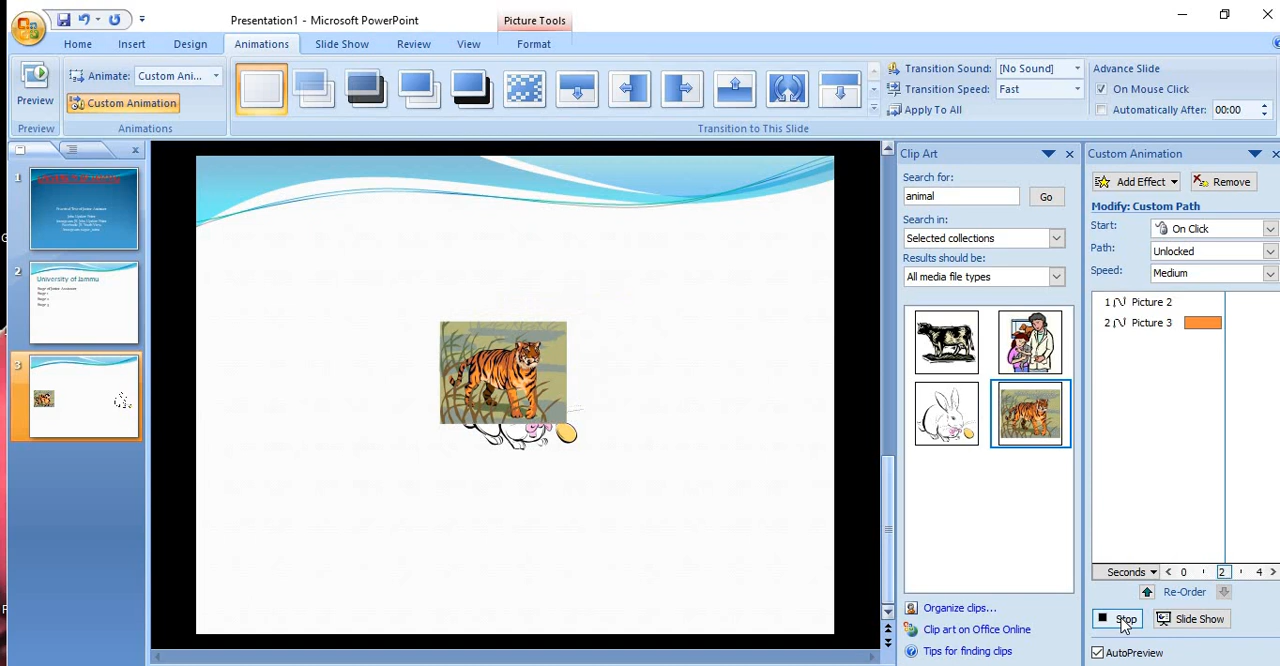 Presentation1 - Microsoft PowerPoint
Picture Tools
Home
Insert
Design
Animations
Slide Show
Review
View
Format
Preview
Animate:
Custom Ani...
Custom Animation
Transition Sound:
[No Sound]
Transition Speed:
Fast
Apply To All
Advance Slide
On Mouse Click
Automatically After:
00:00
Preview
Animations
Transition to This Slide
1
2
University of Jammu
3
Clip Art
Search for:
animal
Go
Search in:
Selected collections
Results should be:
All media file types
Organize clips...
Clip art on Office Online
Tips for finding clips
Custom Animation
Add Effect
Remove
Modify: Custom Path
Start:
On Click
Path:
Unlocked
Speed:
Medium
1 Picture 2
2 Picture 3
Seconds
0
2
4
Re-Order
Stop
Slide Show
AutoPreview